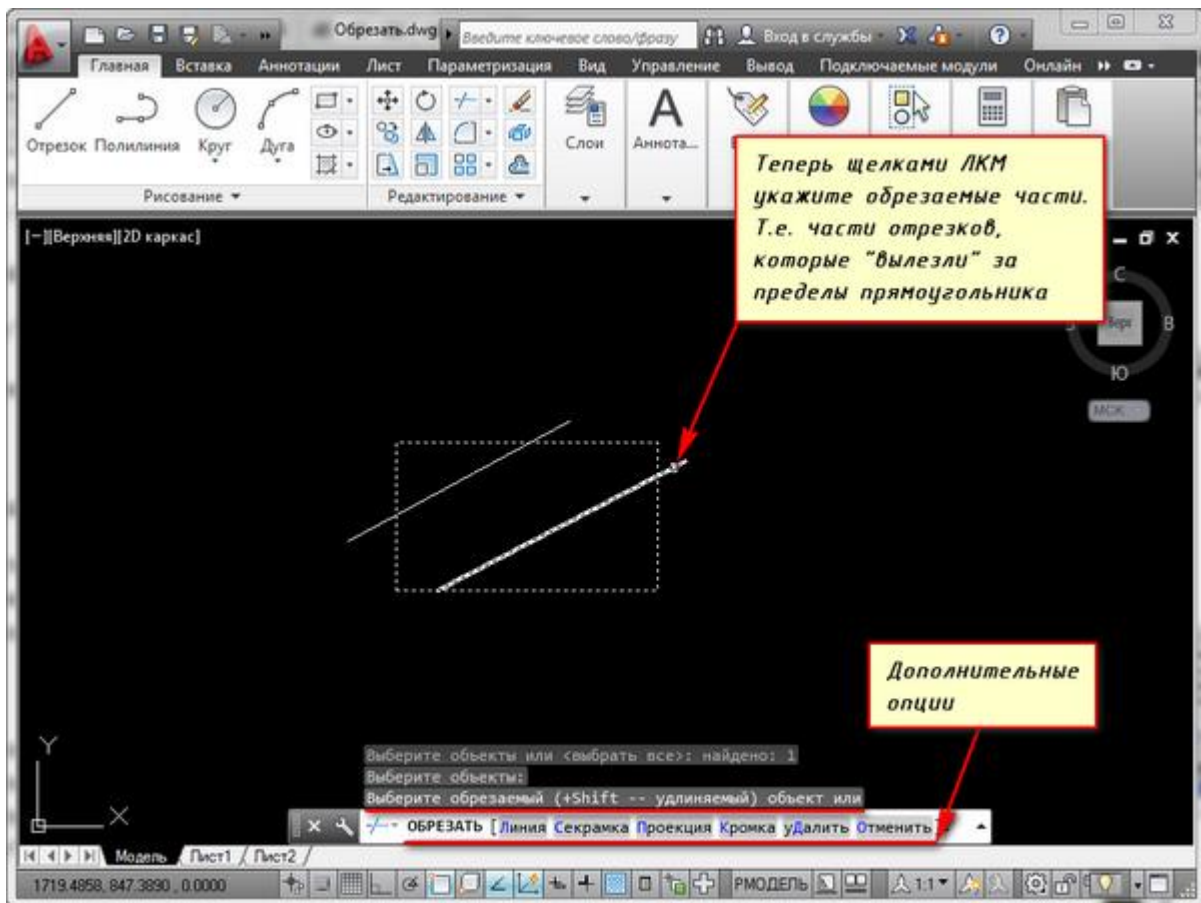 Обрезать.dwg
Введите ключевое слово/фразу
Вход в службы
Главная Вставка Аннотации Лист Параметризация Вид Управление Вывод Подключаемые модули Онлайн
Отрезок Полилиния Круг Дуга
Слои
Аннота...
Рисование
Редактирование
Теперь щелками ЛКМ
укажите обрезаемые части.
Т.е. части отрезков,
которые "вылезли" за
пределы прямоугольника
[−][Верхняя][2D каркас]
С
Верх
В
Ю
МСК
Дополнительные
опции
Y
X
Выберите объекты или <выбрать все>: найдено: 1
Выберите объекты:
Выберите обрезаемый (+Shift -- удлиняемый) объект или
ОБРЕЗАТЬ [Линия Секрамка Проекция Кромка уДалить Отменить]:
Модель Лист1 Лист2
1719.4858, 847.3890, 0.0000
РМОДЕЛЬ
1:1